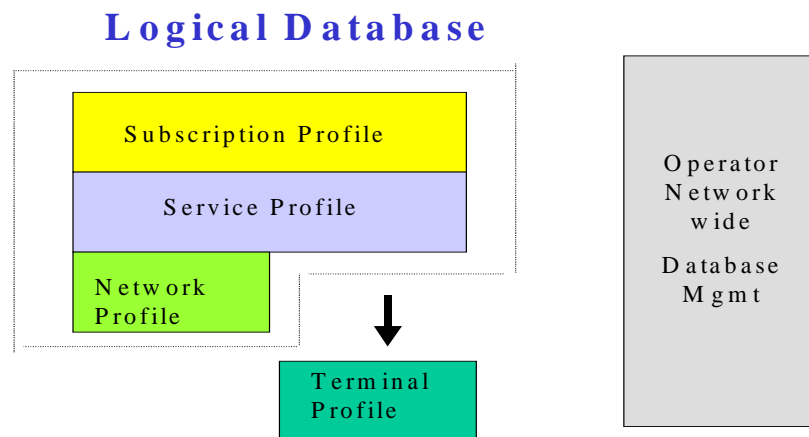 Logical Database
Subscription Profile
Service Profile
Network
Profile
Terminal
Profile
Operator
Network
wide
Database
Mgmt